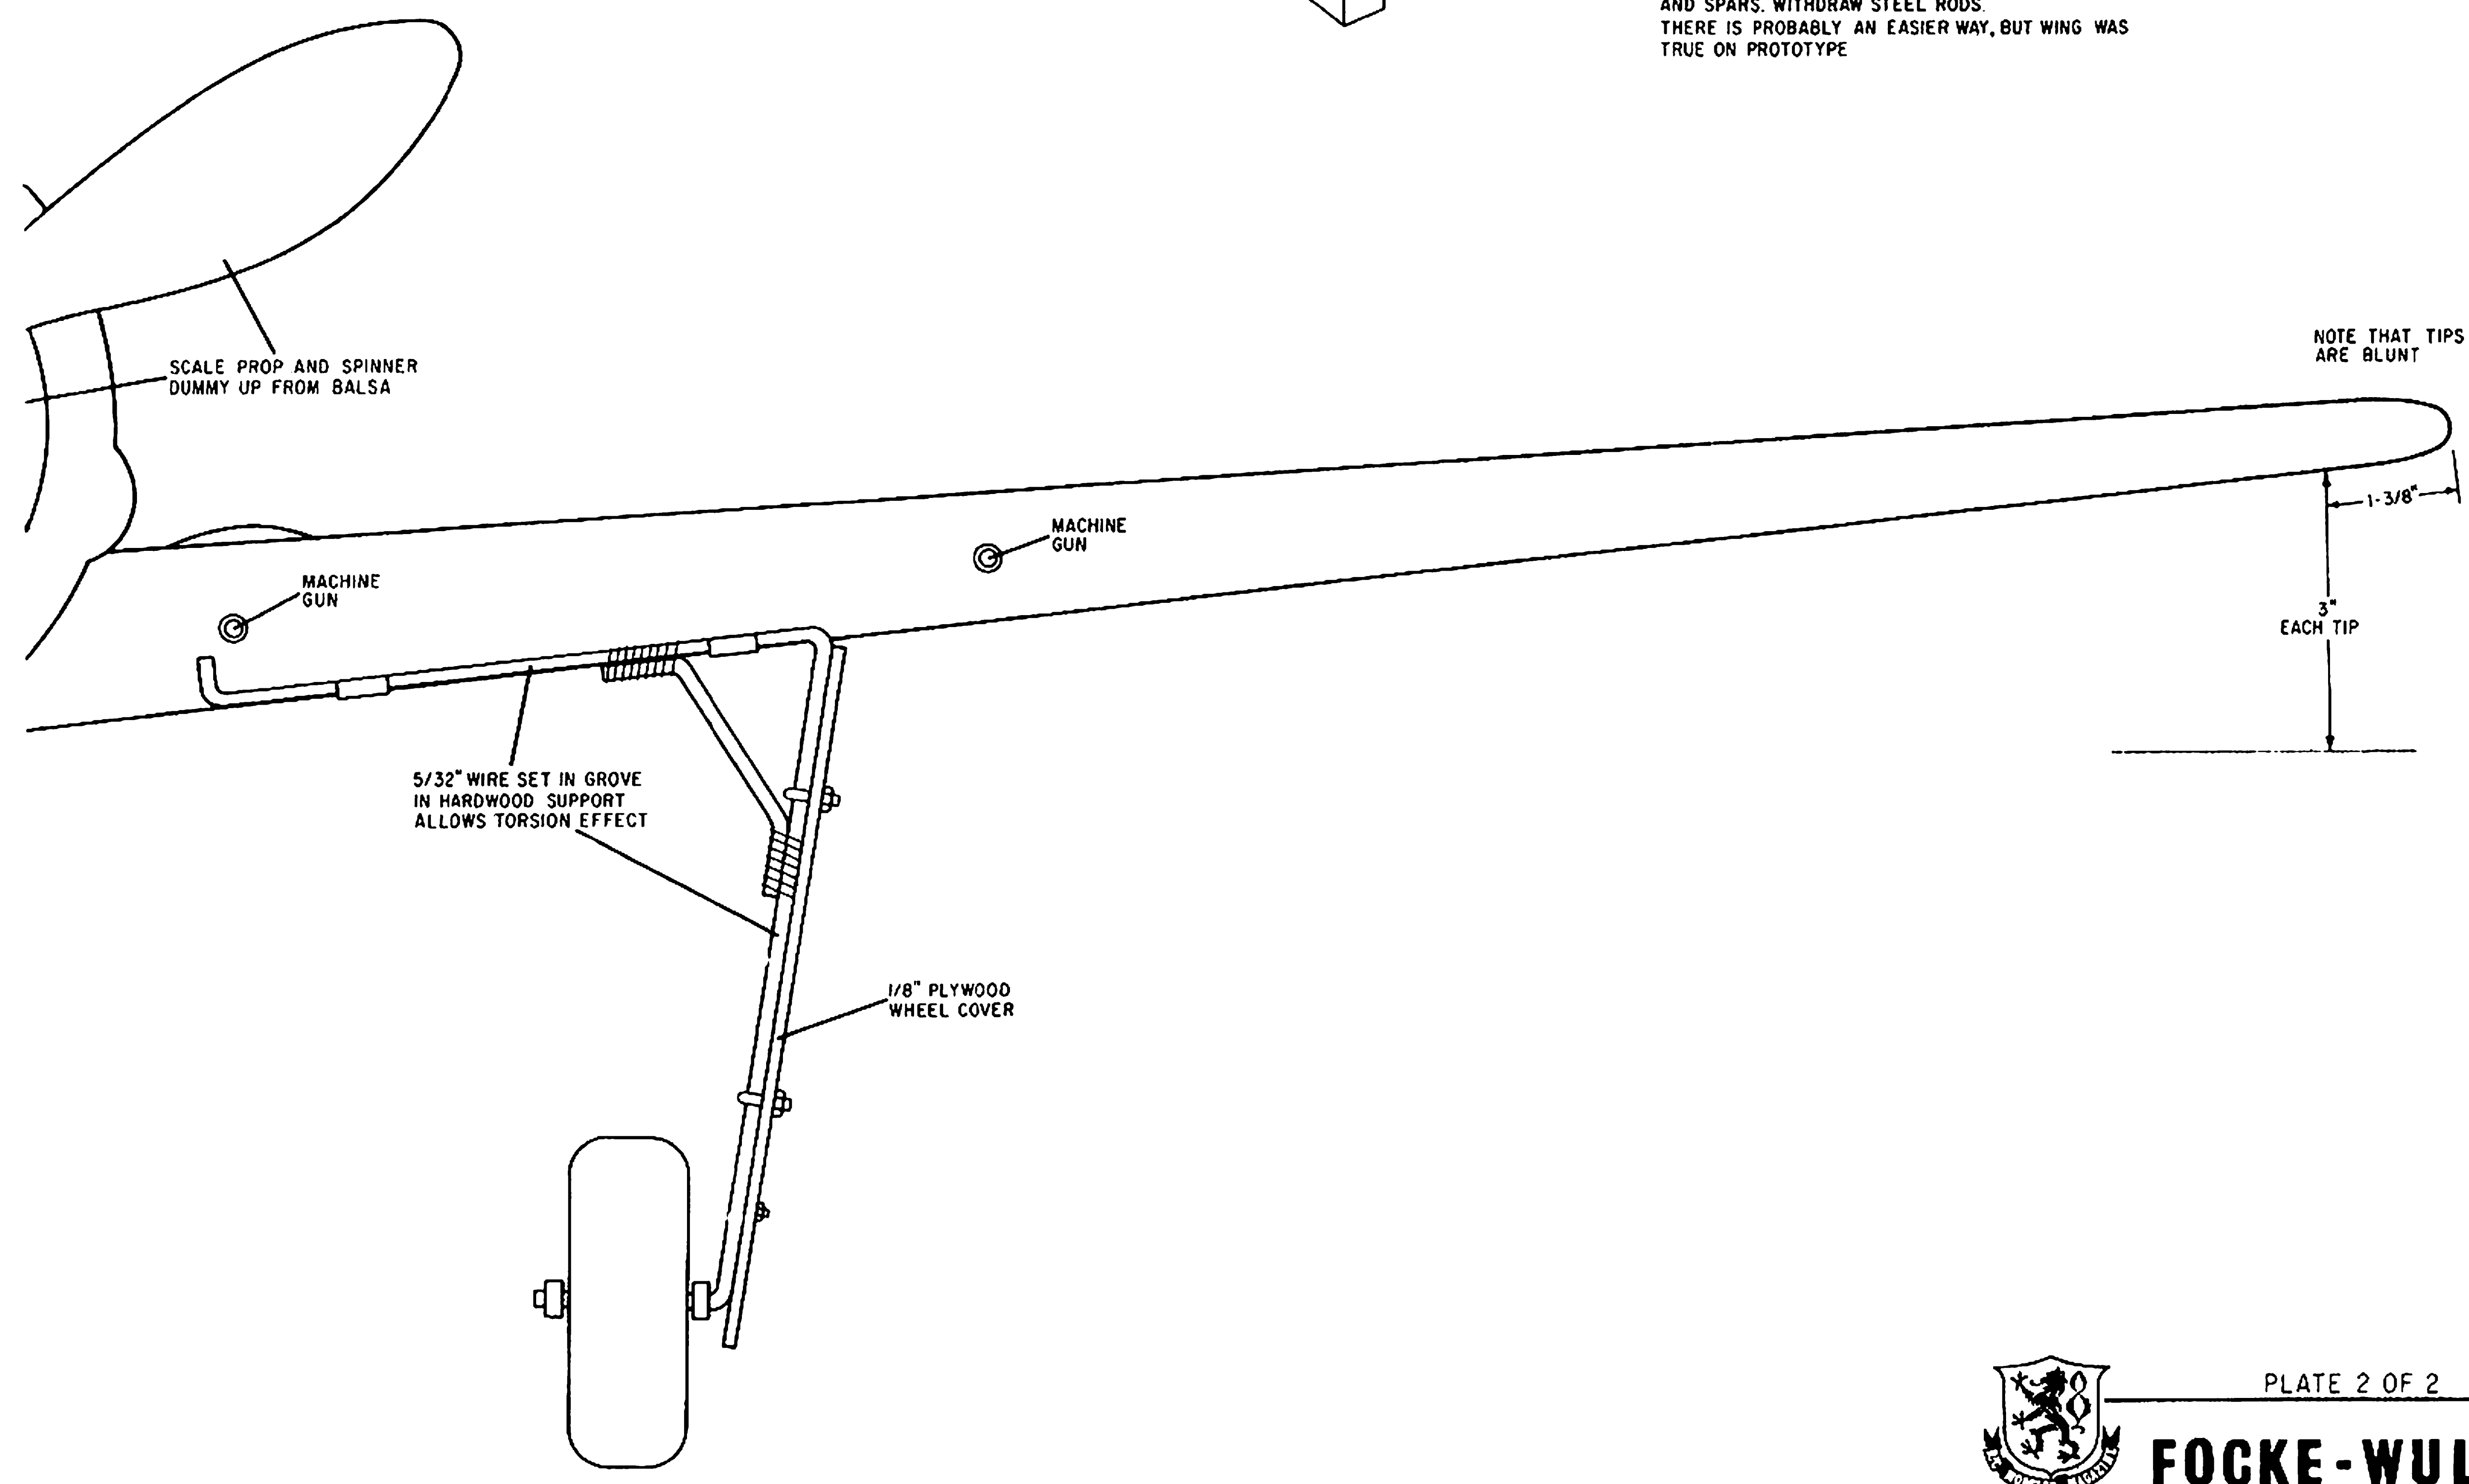 AND SPARS. WITHDRAW STEEL RODS.
THERE IS PROBABLY AN EASIER WAY, BUT WING WAS
TRUE ON PROTOTYPE
NOTE THAT TIPS
ARE BLUNT
SCALE PROP AND SPINNER
DUMMY UP FROM BALSA
1-3/8"
MACHINE
GUN
MACHINE
GUN
3"
EACH TIP
5/32" WIRE SET IN GROVE
IN HARDWOOD SUPPORT
ALLOWS TORSION EFFECT
1/8" PLYWOOD
WHEEL COVER
PLATE 2 OF 2
FOCKE-WUL